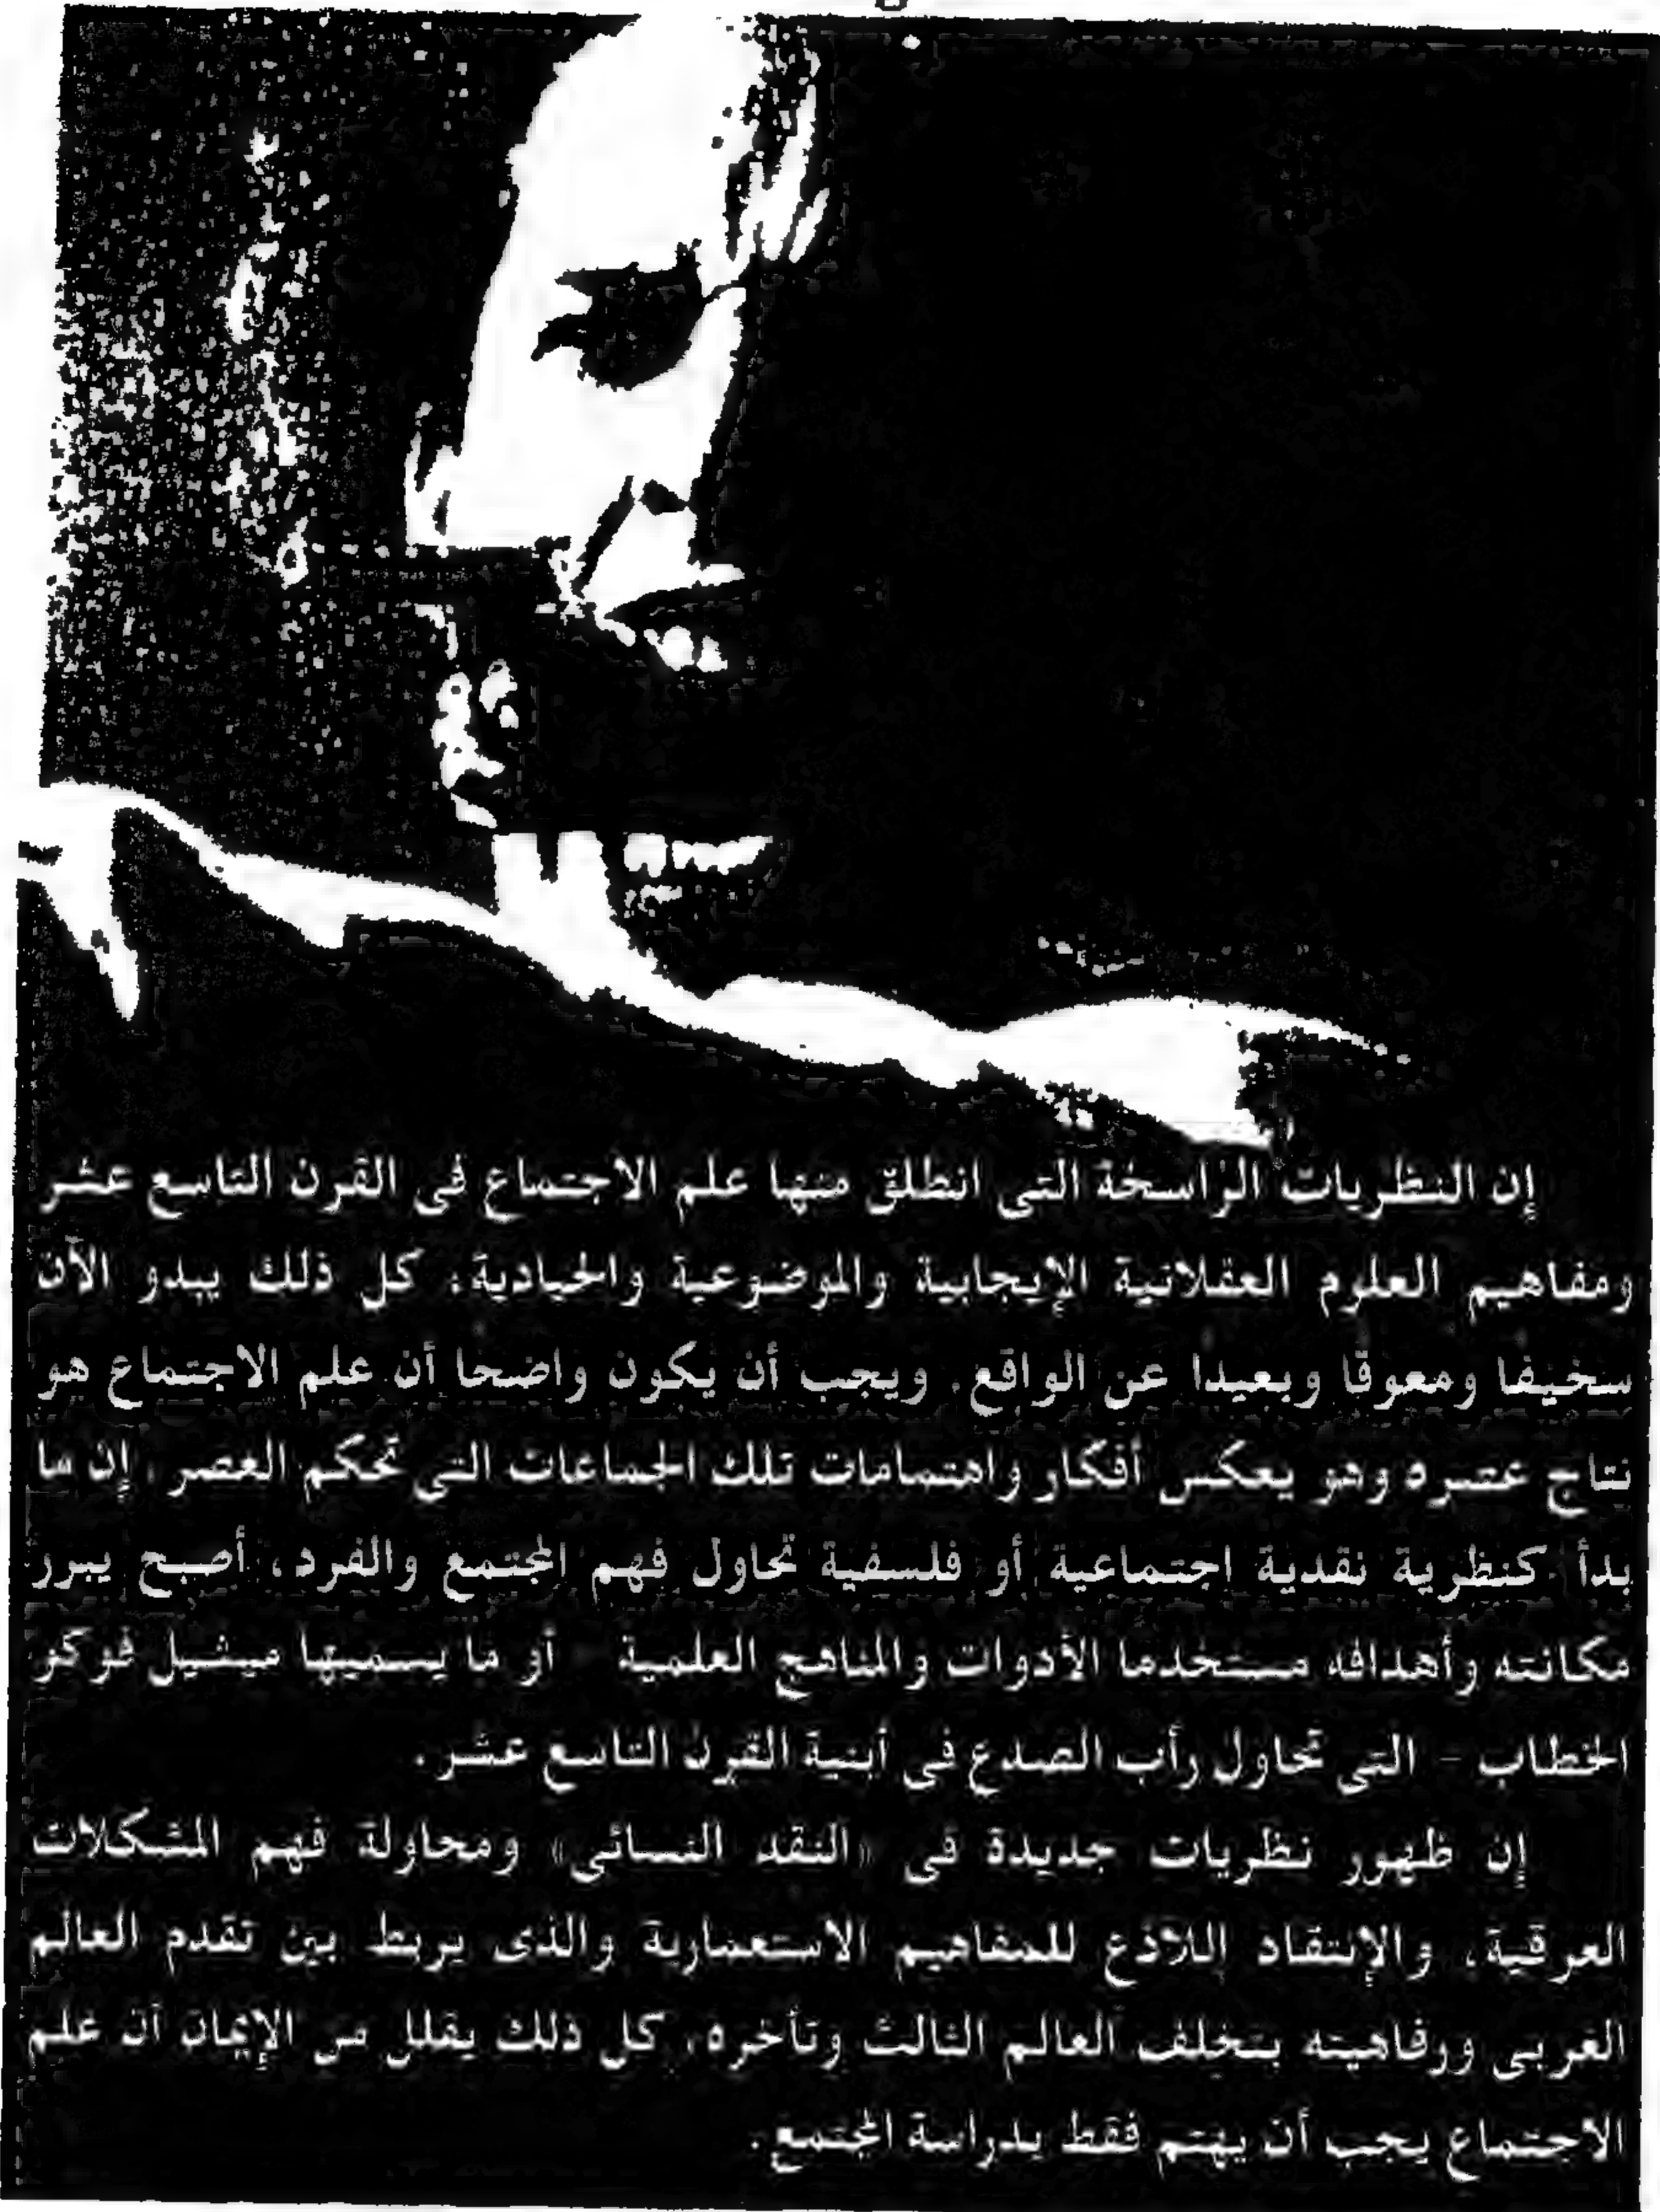 إن النظريات الراسخة التى انطلق منها علم الاجتماع فى القرن التاسع عشر
ومفاهيم العلوم العقلانية الإيجابية والموضوعية والحيادية، كل ذلك يبدو الآن
سخيفا ومعوقا وبعيدا عن الواقع. ويجب أن يكون واضحا أن علم الاجتماع هو
نتاج عصره وهو يعكس أفكار واهتمامات تلك الجماعات التى تحكم العصر. إن ما
بدأ كنظرية نقدية اجتماعية أو فلسفية تحاول فهم المجتمع والفرد، أصبح يبرر
مكانته وأهدافه مستخدما الأدوات والمناهج العلمية أو ما يسميها ميشيل فوكو
الخطاب - التى تحاول رأب الصدع فى أبنية القرن التاسع عشر.
إن ظهور نظريات جديدة فى «النقد النسائى» ومحاولة فهم المشكلات
العرقية، والإنتقاد اللاذع للمفاهيم الاستعمارية والذى يربط بين تقدم العالم
الغربى ورفاهيته بتخلف العالم الثالث وتأخره، كل ذلك يقلل من الإيمان أن علم
الاجتماع يجب أن يهتم فقط بدراسة المجتمع.